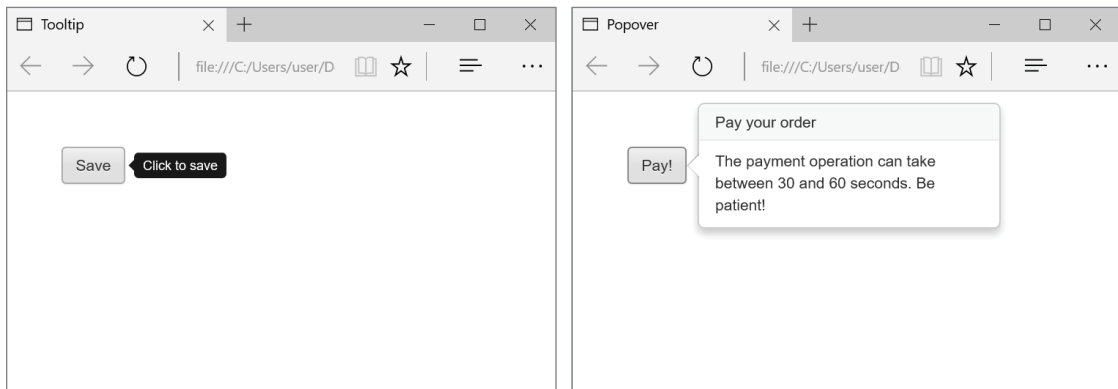 Tooltip
file:///C:/Users/user/D
Save
Click to save
Popover
file:///C:/Users/user/D
Pay your order
Pay!
The payment operation can take
between 30 and 60 seconds. Be
patient!